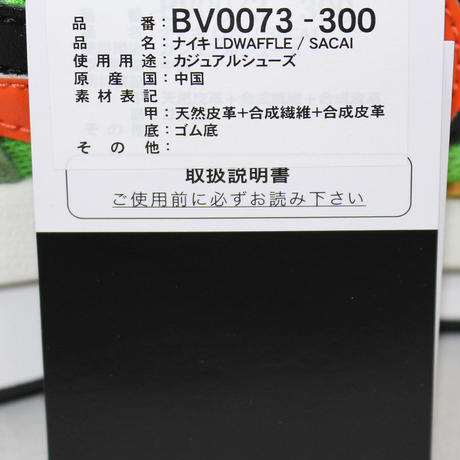 品番：BV0073 -300
品名：ナイキ LDWAFFLE / SACAI
使用用途：カジュアルシューズ
原産国：中国
素材表記
甲：天然皮革＋合成繊維＋合成皮革
底：ゴム底
その他：
取扱説明書
ご使用前に必ずお読み下さい